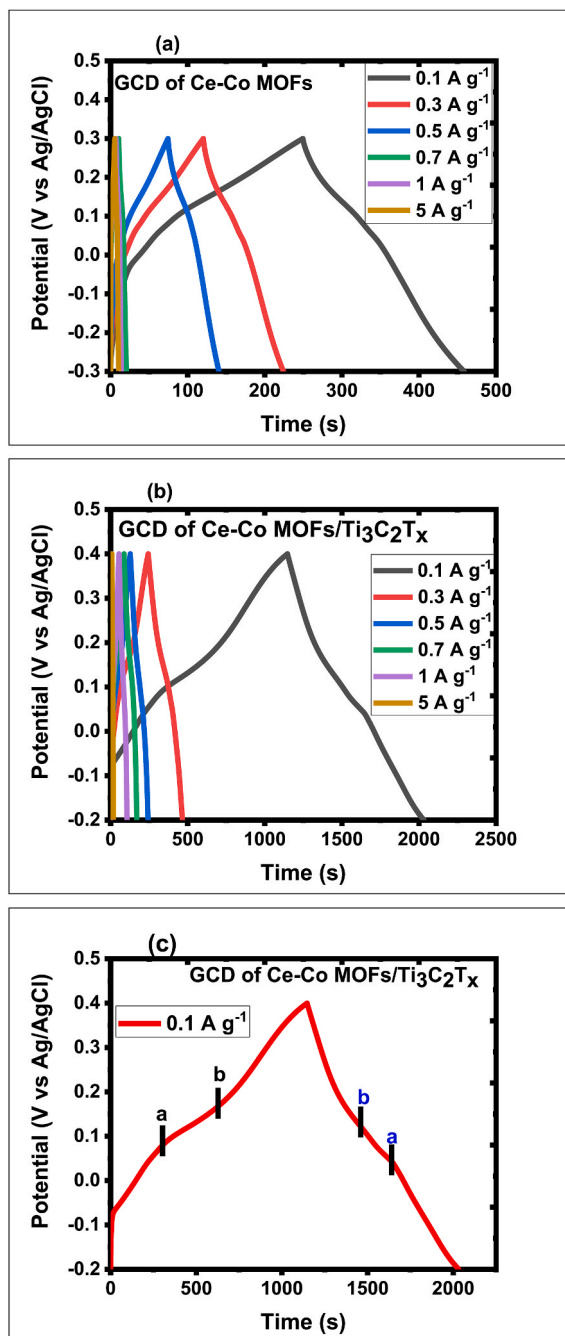 (a)
GCD of Ce-Co MOFs
0.1 A g⁻¹
0.3 A g⁻¹
0.5 A g⁻¹
0.7 A g⁻¹
1 A g⁻¹
5 A g⁻¹
Potential (V vs Ag/AgCl)
0.5
0.4
0.3
0.2
0.1
0.0
-0.1
-0.2
-0.3
0 100 200 300 400 500
Time (s)
(b)
GCD of Ce-Co MOFs/Ti₃C₂Tₓ
0.1 A g⁻¹
0.3 A g⁻¹
0.5 A g⁻¹
0.7 A g⁻¹
1 A g⁻¹
5 A g⁻¹
Potential (V vs Ag/AgCl)
0.5
0.4
0.3
0.2
0.1
0.0
-0.1
-0.2
0 500 1000 1500 2000 2500
Time (s)
(c)
GCD of Ce-Co MOFs/Ti₃C₂Tₓ
0.1 A g⁻¹
a
b
b
a
Potential (V vs Ag/AgCl)
0.5
0.4
0.3
0.2
0.1
0.0
-0.1
-0.2
0 500 1000 1500 2000
Time (s)